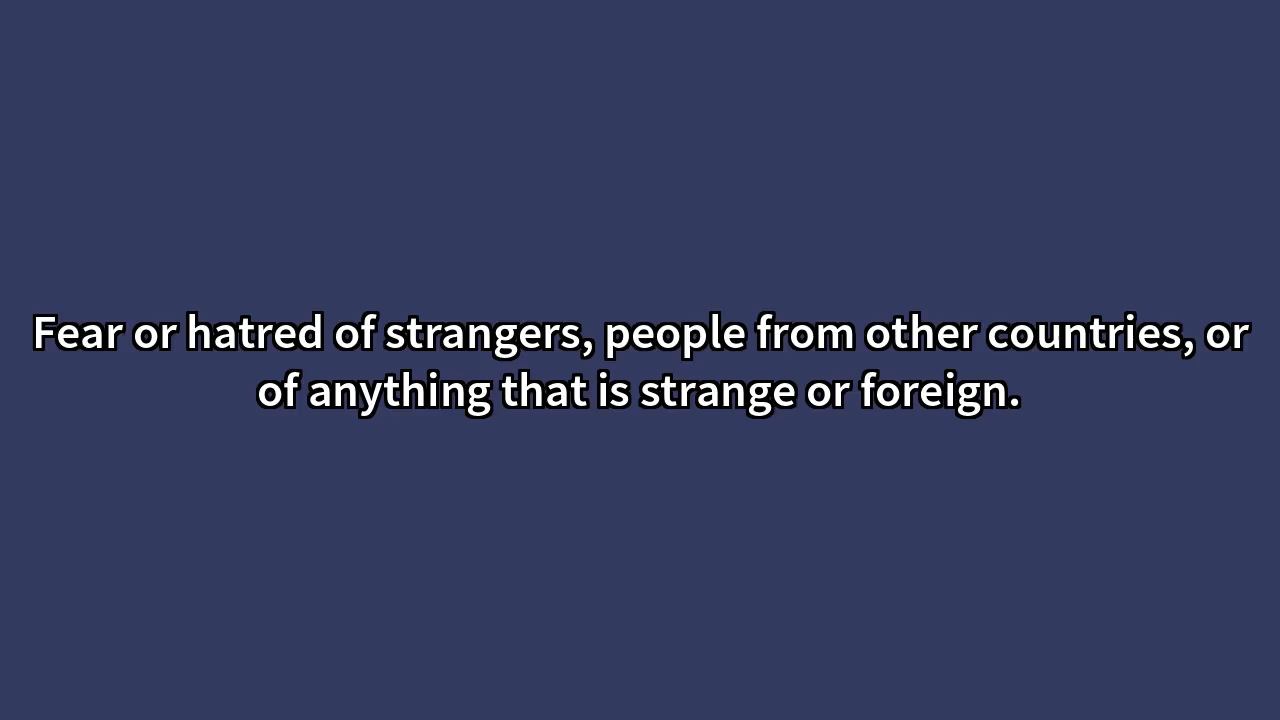 Fear or hatred of strangers, people from other countries, or
of anything that is strange or foreign.